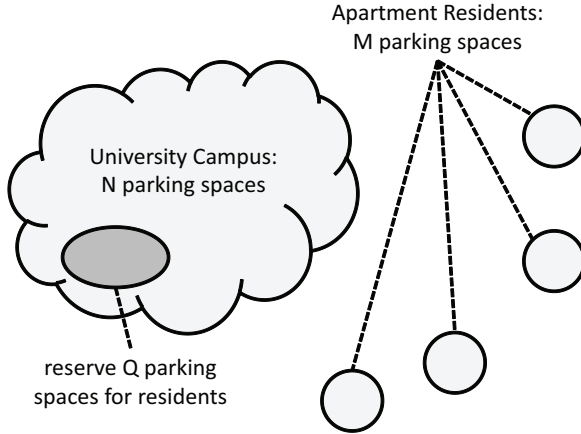 Apartment Residents:
M parking spaces
University Campus:
N parking spaces
reserve Q parking
spaces for residents